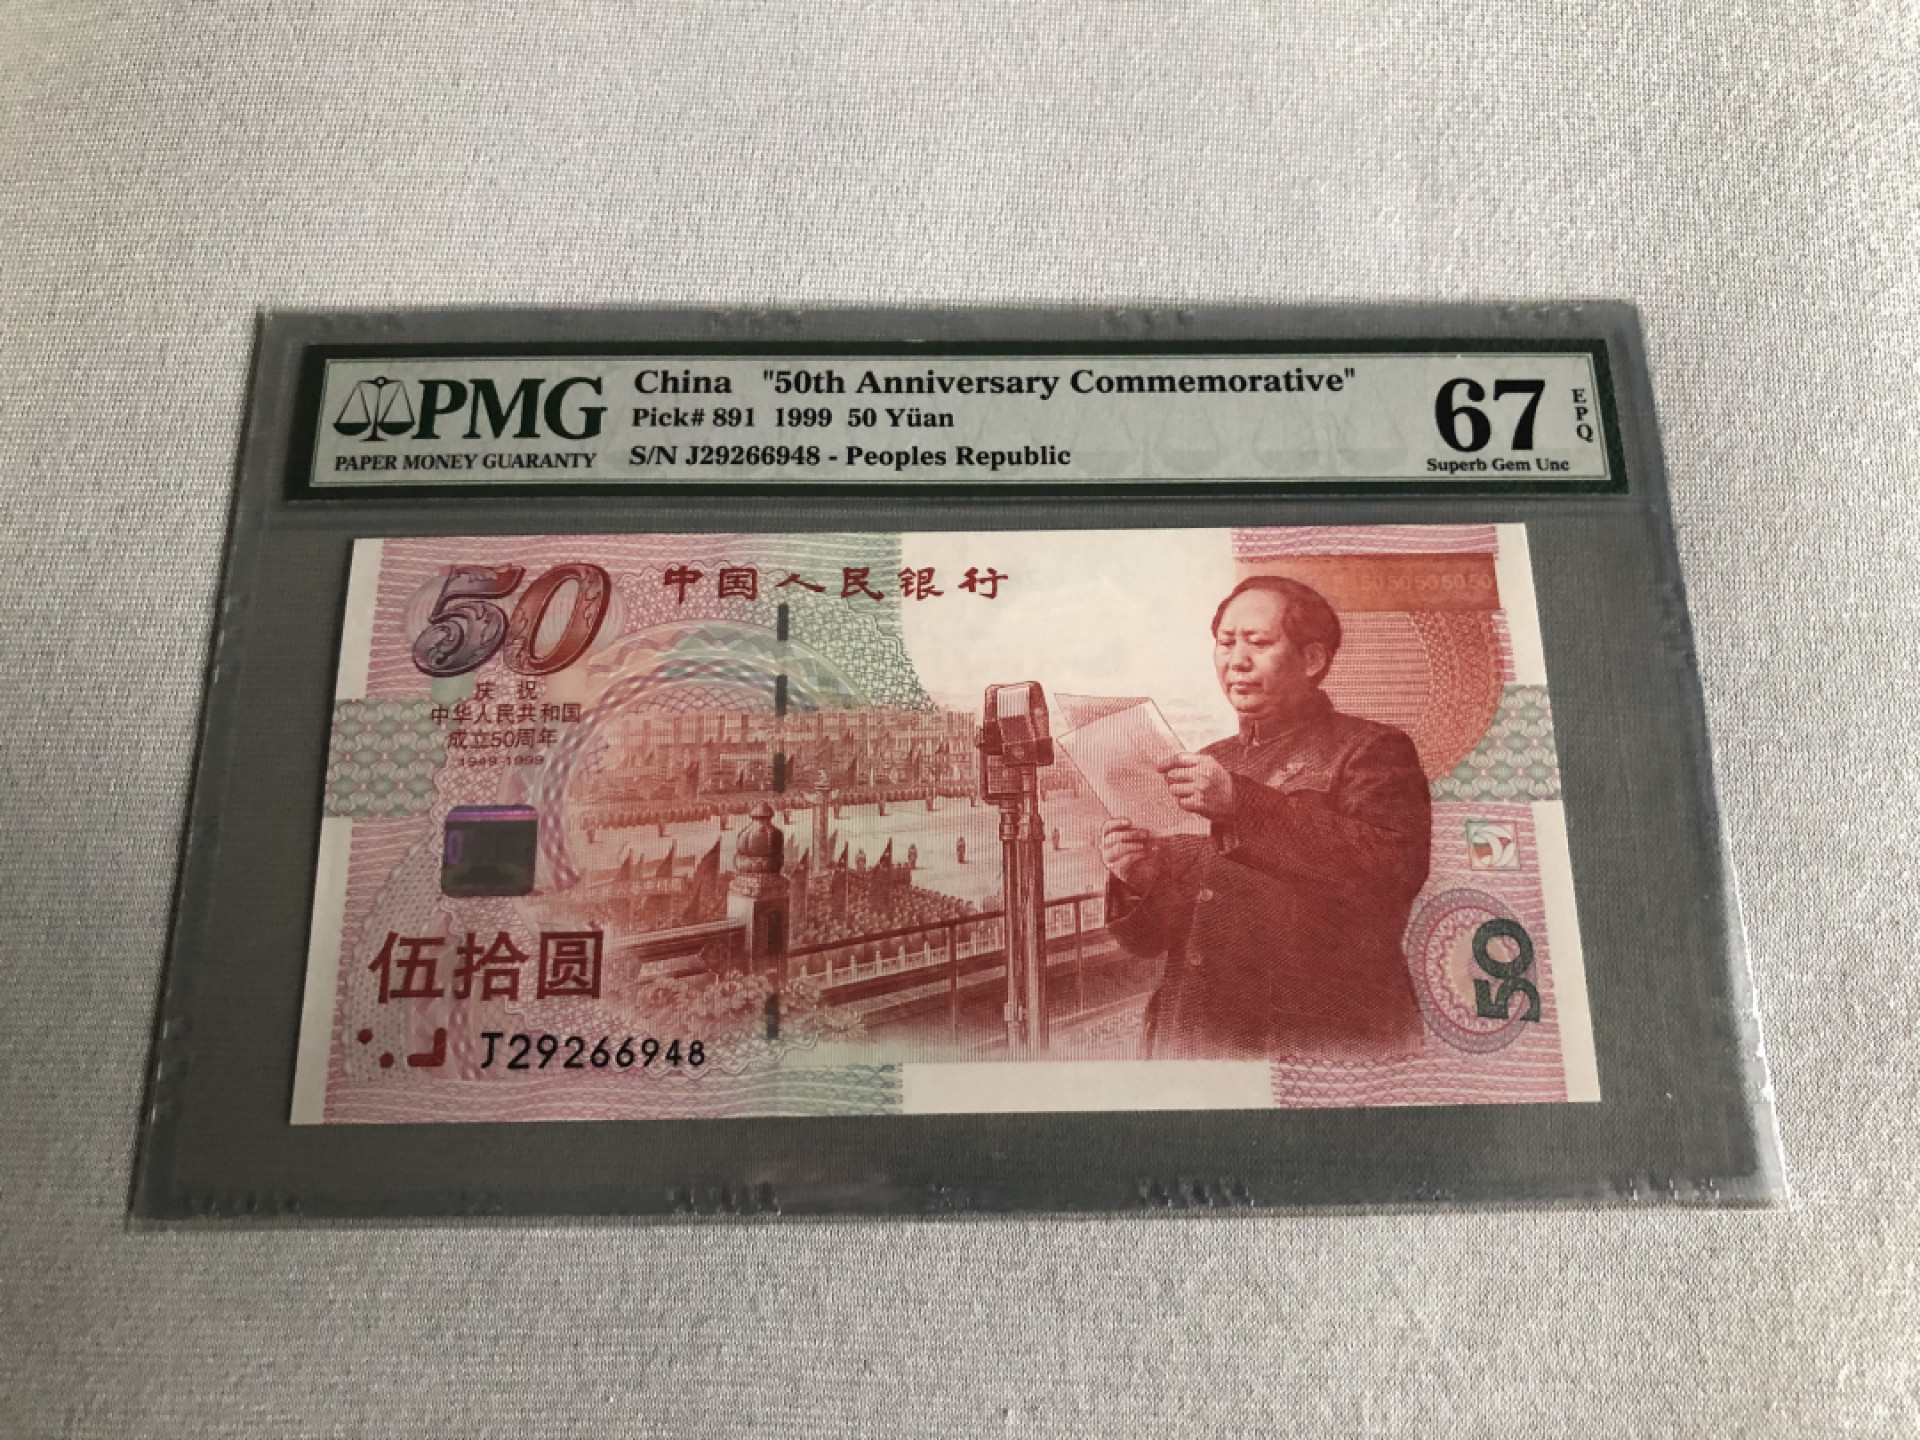 PMG
PAPER MONEY GUARANTY
China "50th Anniversary Commemorative"
Pick# 891 1999 50 Yüan
S/N J29266948 - Peoples Republic
67
EPQ
Superb Gem Unc
50
中国人民银行
庆祝
中华人民共和国
成立50周年
1949-1999
伍拾圆
J29266948
50